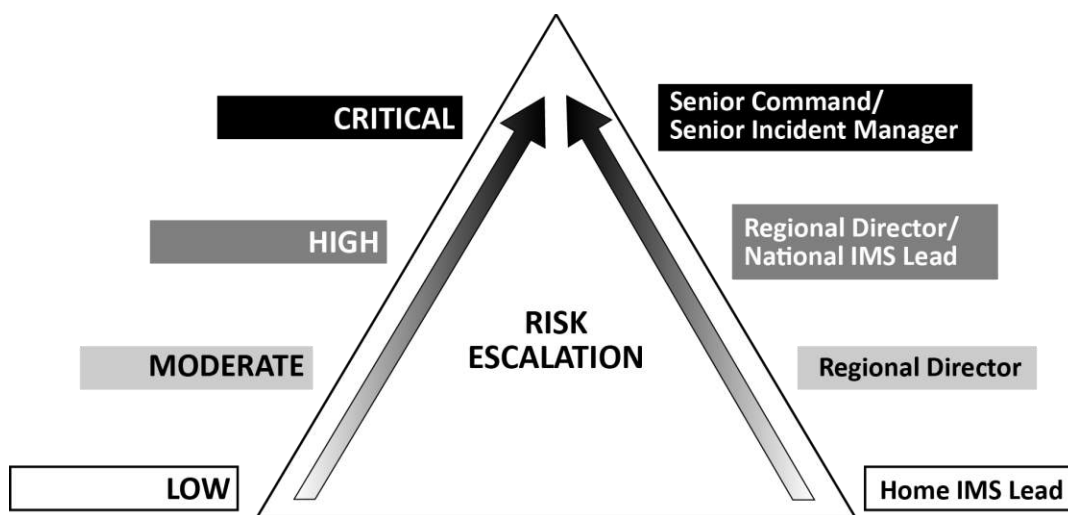 CRITICAL
Senior Command/
Senior Incident Manager
HIGH
Regional Director/
National IMS Lead
RISK
ESCALATION
MODERATE
Regional Director
LOW
Home IMS Lead